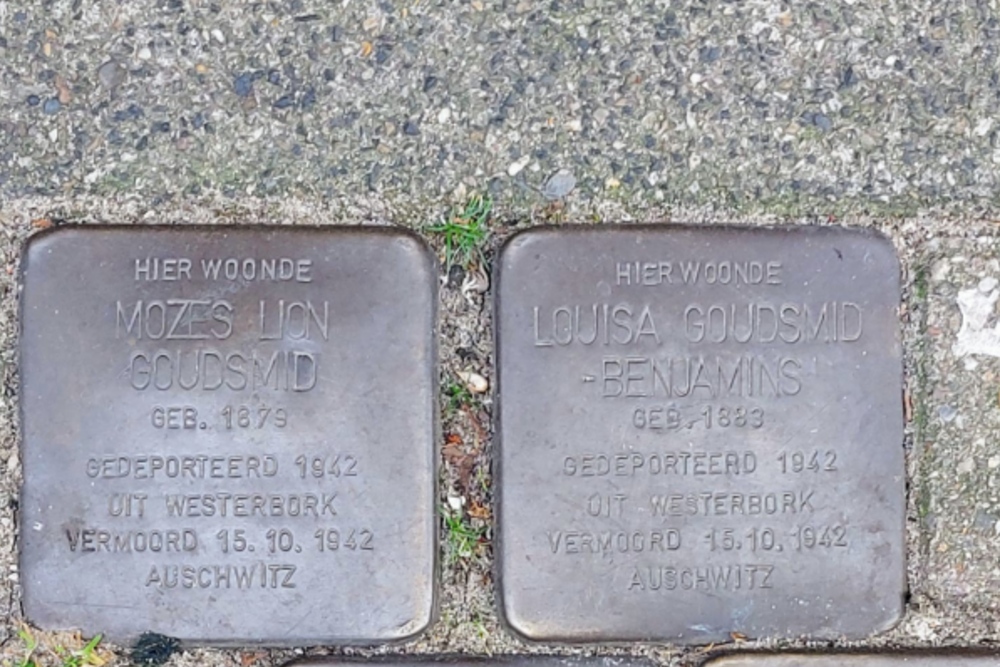 HIER WOONDE
MOZES LION
GOUDSMID
GEB. 1879
GEDEPORTEERD 1942
UIT WESTERBORK
VERMOORD 15.10.1942
AUSCHWITZ
HIER WOONDE
LOUISA GOUDSMID
-BENJAMINS
GEB. 1883
GEDEPORTEERD 1942
UIT WESTERBORK
VERMOORD 15.10.1942
AUSCHWITZ